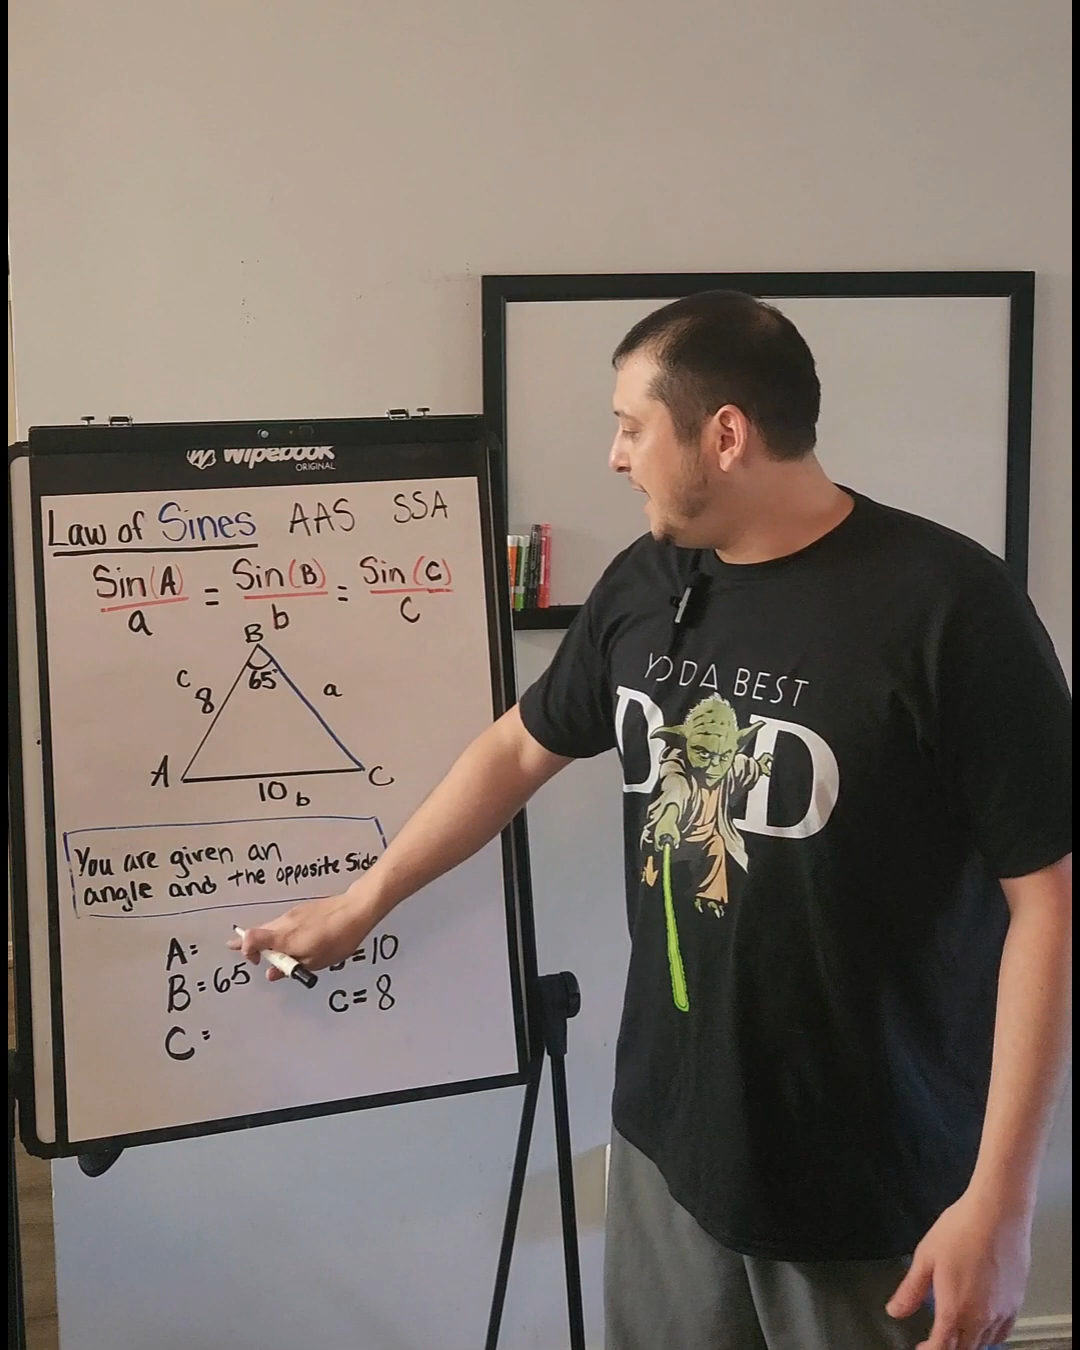 Wipebook
ORIGINAL
Law of Sines AAS SSA
Sin(A) = Sin(B) = Sin(C)
a b c
B
c 65° a
8
A C
10 b
You are given an
angle and the opposite side
A= =10
B=65 c=8
C=
YODA BEST
DAD